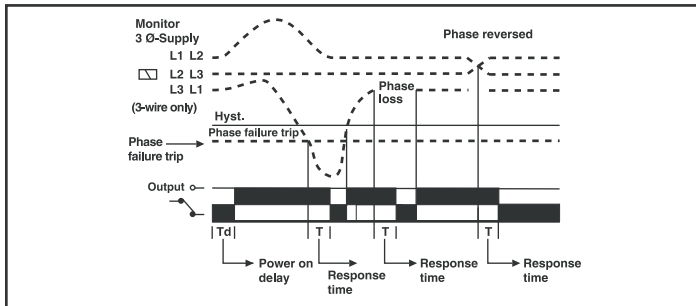 Monitor
3 Ø-Supply
Phase reversed
L1 L2
L2 L3
L3 L1
Phase
loss
(3-wire only)
Hyst.
Phase failure trip
Phase
failure trip
Output
Td
T
T
T
Power on
delay
Response
time
Response
time
Response
time